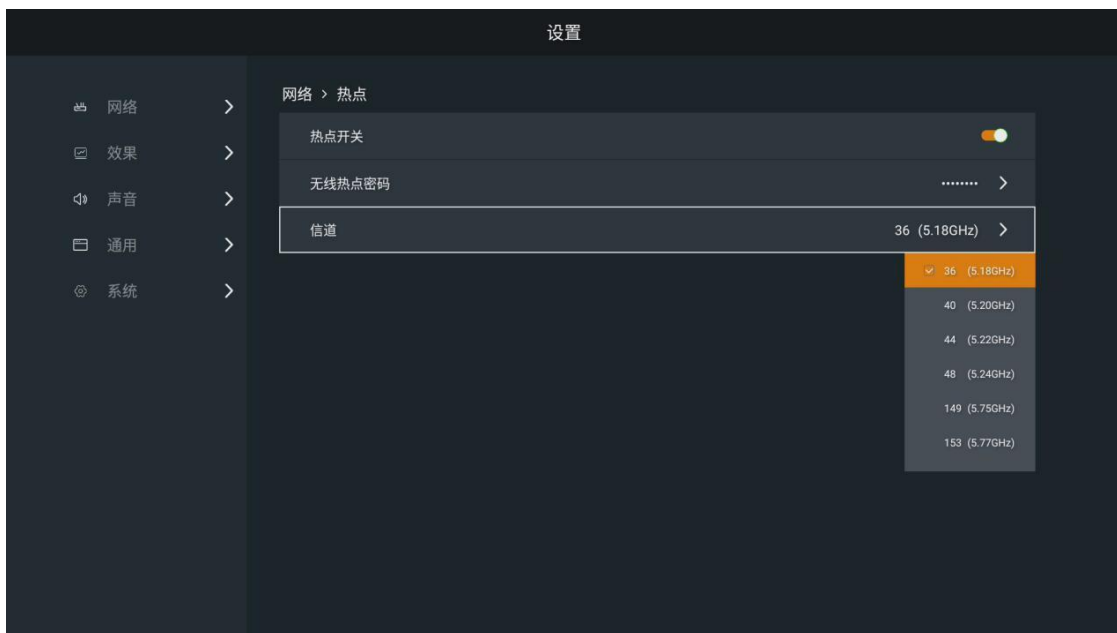 设置
网络
效果
声音
通用
系统
网络 > 热点
热点开关
无线热点密码 ········
信道 36 (5.18GHz)
36 (5.18GHz)
40 (5.20GHz)
44 (5.22GHz)
48 (5.24GHz)
149 (5.75GHz)
153 (5.77GHz)